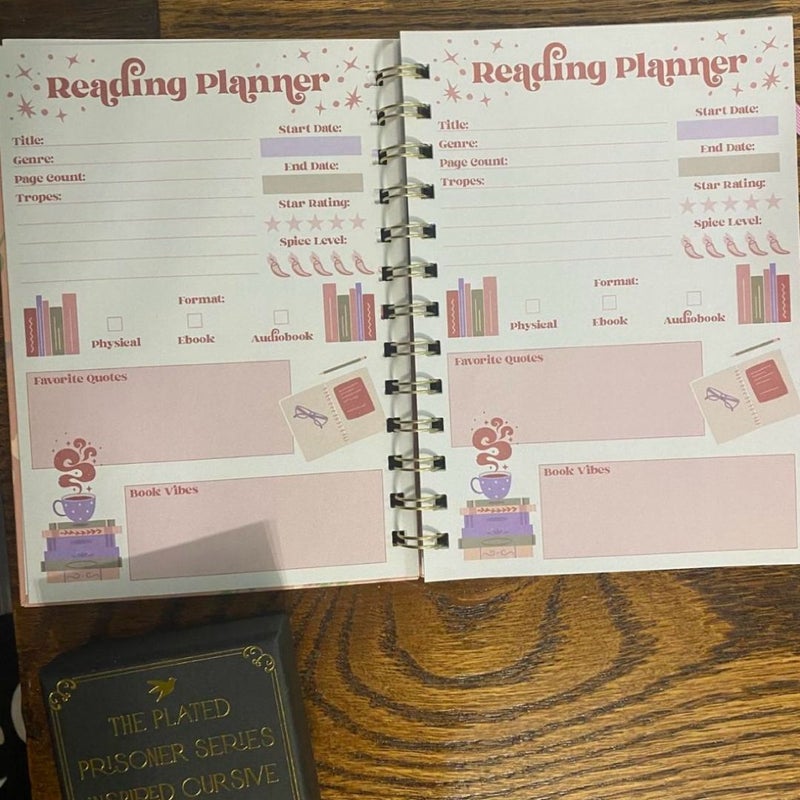 Reading Planner
Start Date:
Title:
Genre:
End Date:
Page Count:
Tropes:
Star Rating:
Spice Level:
Format:
Physical
Ebook
Audiobook
Favorite Quotes
Book Vibes
Reading Planner
Start Date:
Title:
Genre:
End Date:
Page Count:
Tropes:
Star Rating:
Spice Level:
Format:
Physical
Ebook
Audiobook
Favorite Quotes
Book Vibes
THE PLATED
PRISONER SERIES
INSPIRED CURSIVE